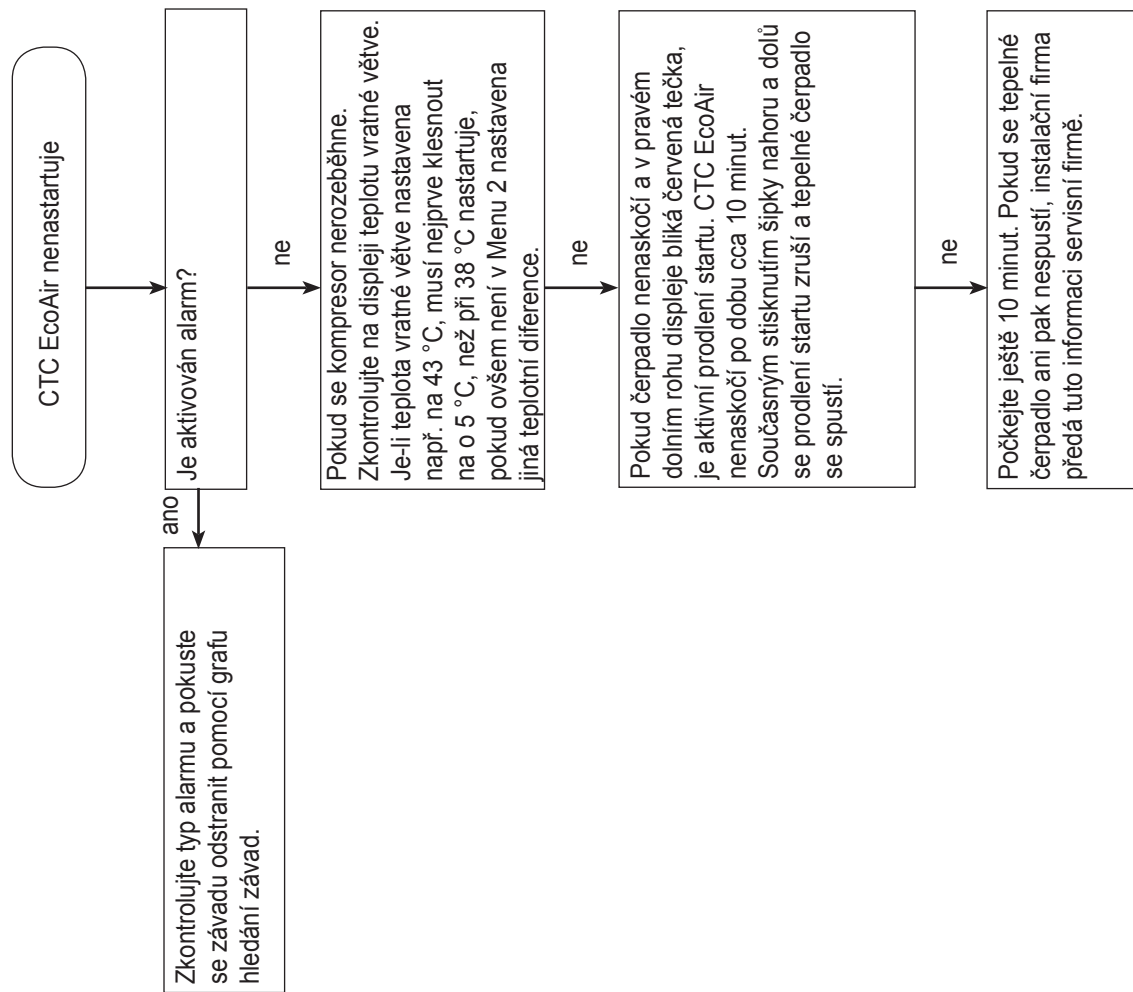 CTC EcoAir nenastartuje
Je aktivován alarm?
ano
Zkontrolujte typ alarmu a pokuste
se závadu odstranit pomocí grafu
hledání závad.
ne
Pokud se kompresor nerozeběhne.
Zkontrolujte na displeji teplotu vratné větve.
Je-li teplota vratné větve nastavena
např. na 43 °C, musí nejprve klesnout
na o 5 °C, než při 38 °C nastartuje,
pokud ovšem není v Menu 2 nastavena
jiná teplotní diference.
ne
Pokud čerpadlo nenaskočí a v pravém
dolním rohu displeje bliká červená tečka,
je aktivní prodlení startu. CTC EcoAir
nenaskočí po dobu cca 10 minut.
Současným stisknutím šipky nahoru a dolů
se prodlení startu zruší a tepelné čerpadlo
se spustí.
ne
Počkejte ještě 10 minut. Pokud se tepelné
čerpadlo ani pak nespustí, instalační firma
předá tuto informaci servisní firmě.